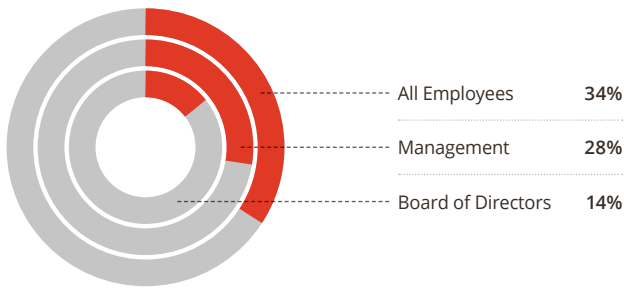 All Employees 34%
Management 28%
Board of Directors 14%